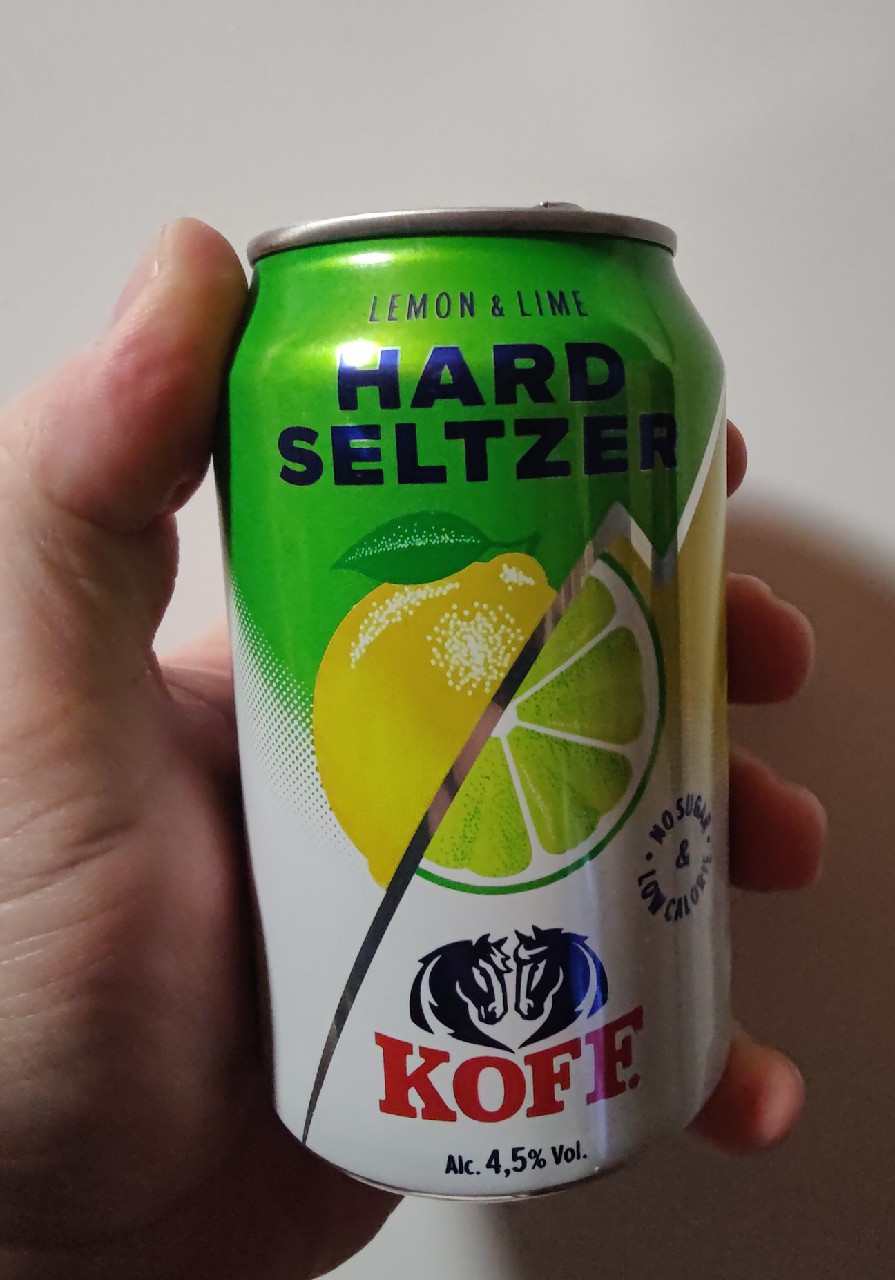 LEMON & LIME
HARD
SELTZER
NO SUGAR
&
LOW CALORIE
KOFF.
Alc. 4,5% Vol.